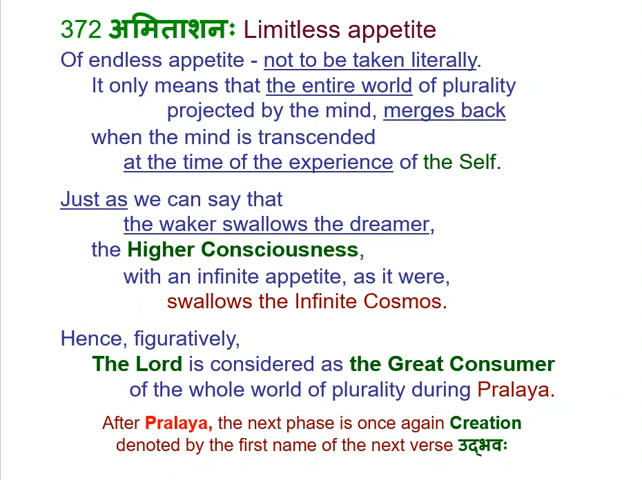 372 अमिताशनः Limitless appetite
Of endless appetite - not to be taken literally.
It only means that the entire world of plurality
projected by the mind, merges back
when the mind is transcended
at the time of the experience of the Self.
Just as we can say that
the waker swallows the dreamer,
the Higher Consciousness,
with an infinite appetite, as it were,
swallows the Infinite Cosmos.
Hence, figuratively,
The Lord is considered as the Great Consumer
of the whole world of plurality during Pralaya.
After Pralaya, the next phase is once again Creation
denoted by the first name of the next verse उद्भवः